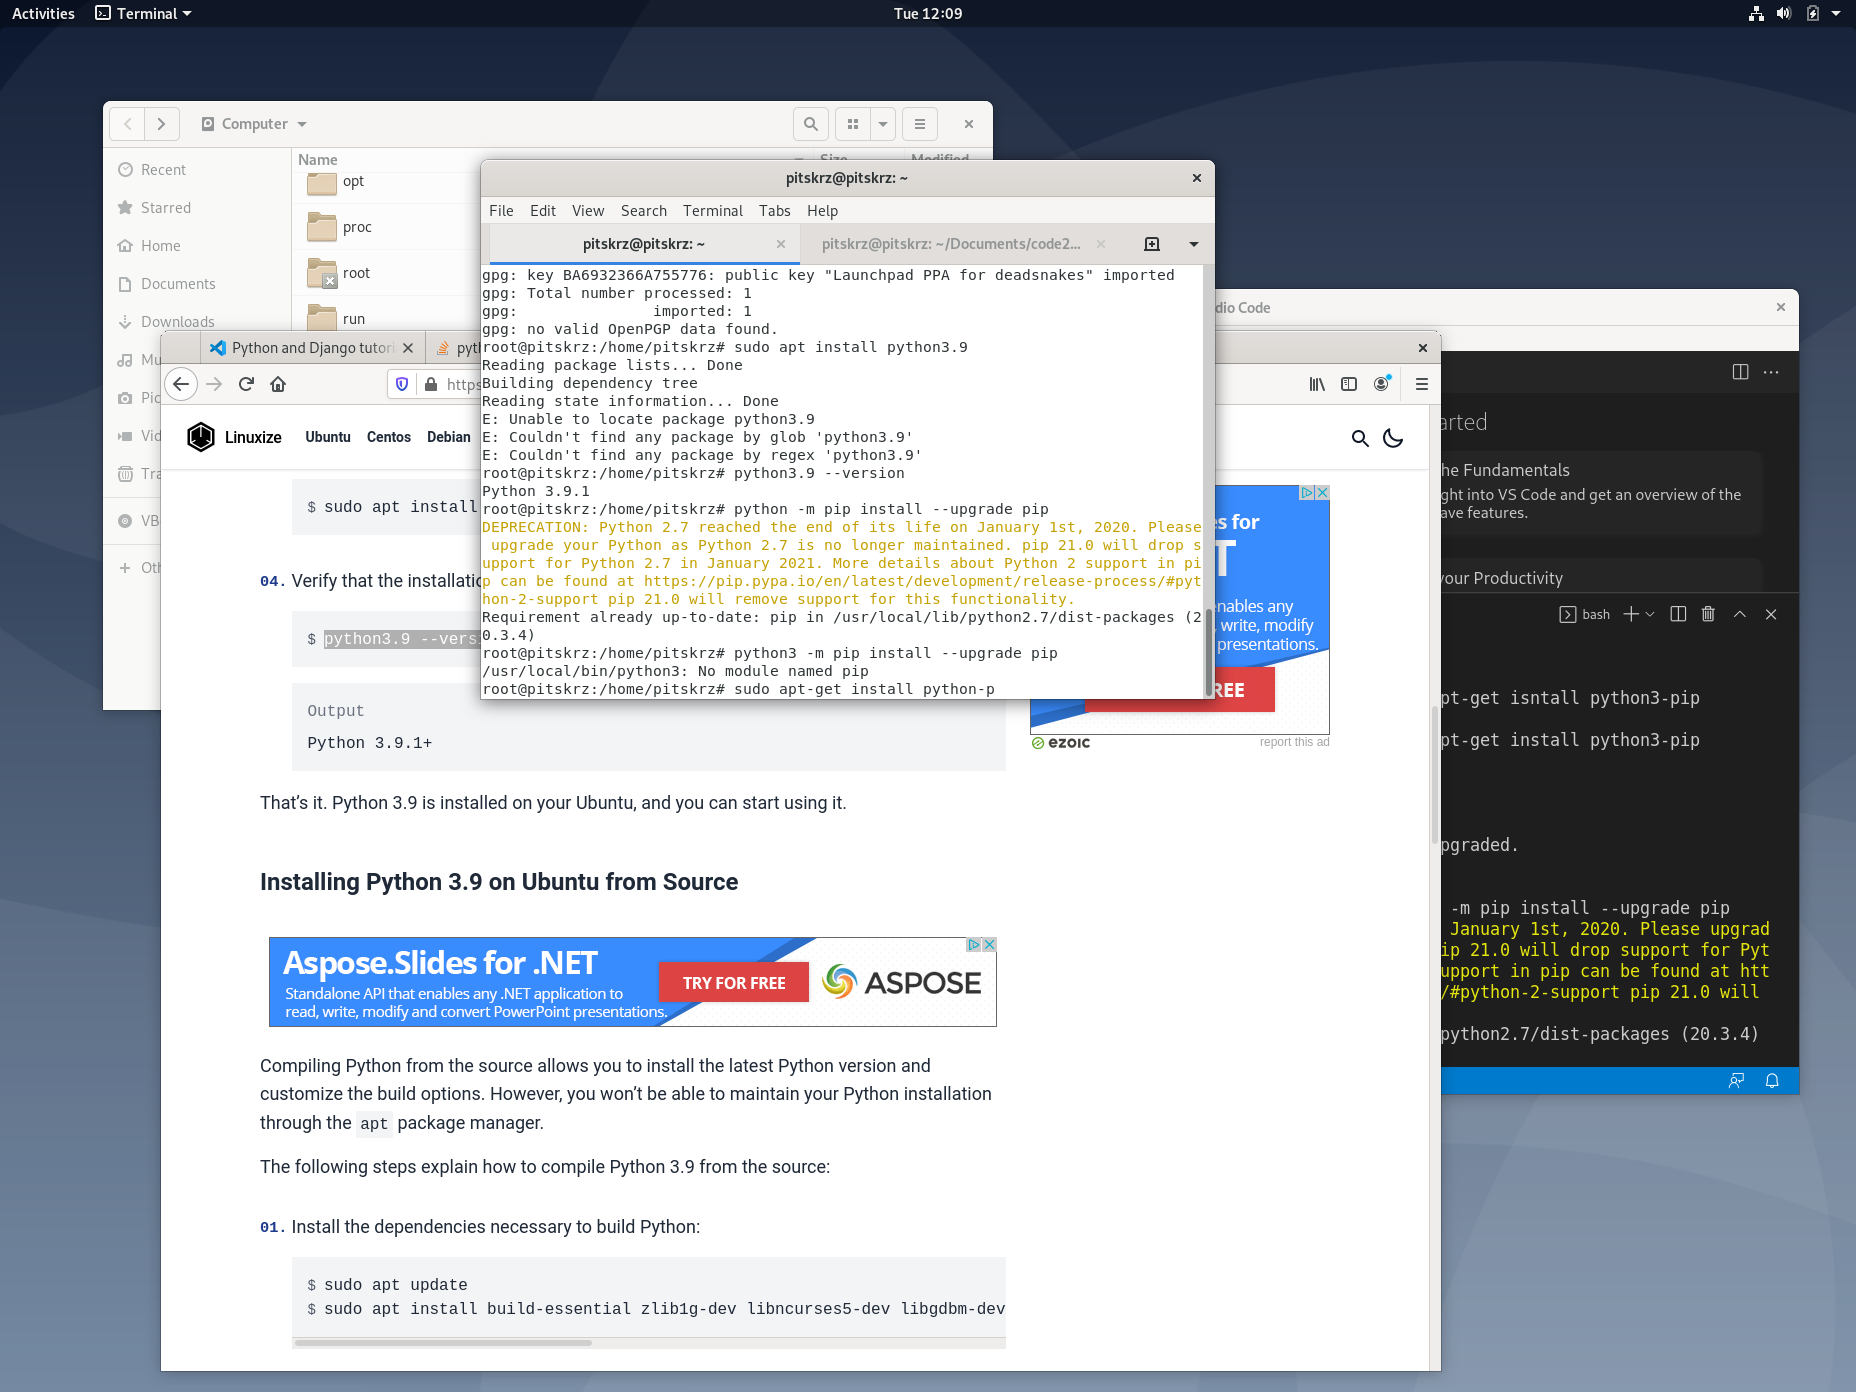 Activities
Terminal
Tue 12:09
Computer
Name
Size
Modified
Recent
Starred
Home
Documents
Downloads
Mu
Pic
Vid
Tra
VB
Oth
opt
proc
root
run
pitskrz@pitskrz: ~
File Edit View Search Terminal Tabs Help
pitskrz@pitskrz: ~
pitskrz@pitskrz: ~/Documents/code2...
gpg: key BA6932366A755776: public key "Launchpad PPA for deadsnakes" imported
gpg: Total number processed: 1
gpg:               imported: 1
gpg: no valid OpenPGP data found.
root@pitskrz:/home/pitskrz# sudo apt install python3.9
Reading package lists... Done
Building dependency tree
Reading state information... Done
E: Unable to locate package python3.9
E: Couldn't find any package by glob 'python3.9'
E: Couldn't find any package by regex 'python3.9'
root@pitskrz:/home/pitskrz# python3.9 --version
Python 3.9.1
root@pitskrz:/home/pitskrz# python -m pip install --upgrade pip
DEPRECATION: Python 2.7 reached the end of its life on January 1st, 2020. Please
 upgrade your Python as Python 2.7 is no longer maintained. pip 21.0 will drop s
upport for Python 2.7 in January 2021. More details about Python 2 support in pi
p can be found at https://pip.pypa.io/en/latest/development/release-process/#pyt
hon-2-support pip 21.0 will remove support for this functionality.
Requirement already up-to-date: pip in /usr/local/lib/python2.7/dist-packages (2
0.3.4)
root@pitskrz:/home/pitskrz# python3 -m pip install --upgrade pip
/usr/local/bin/python3: No module named pip
root@pitskrz:/home/pitskrz# sudo apt-get install python-p
Python and Django tutori
pyth
https
Linuxize
Ubuntu Centos Debian
$ sudo apt install
04. Verify that the installatio
$ python3.9 --versi
Output
Python 3.9.1+
That's it. Python 3.9 is installed on your Ubuntu, and you can start using it.
Installing Python 3.9 on Ubuntu from Source
Aspose.Slides for .NET
Standalone API that enables any .NET application to
read, write, modify and convert PowerPoint presentations.
TRY FOR FREE
ASPOSE
Compiling Python from the source allows you to install the latest Python version and
customize the build options. However, you won't be able to maintain your Python installation
through the apt package manager.
The following steps explain how to compile Python 3.9 from the source:
01. Install the dependencies necessary to build Python:
$ sudo apt update
$ sudo apt install build-essential zlib1g-dev libncurses5-dev libgdbm-dev
es for
T
enables any
, write, modify
presentations.
REE
ezoic
report this ad
dio Code
arted
he Fundamentals
ght into VS Code and get an overview of the
ave features.
your Productivity
bash
pt-get isntall python3-pip
pt-get install python3-pip
pgraded.
-m pip install --upgrade pip
January 1st, 2020. Please upgrad
ip 21.0 will drop support for Pyt
upport in pip can be found at htt
/#python-2-support pip 21.0 will
python2.7/dist-packages (20.3.4)